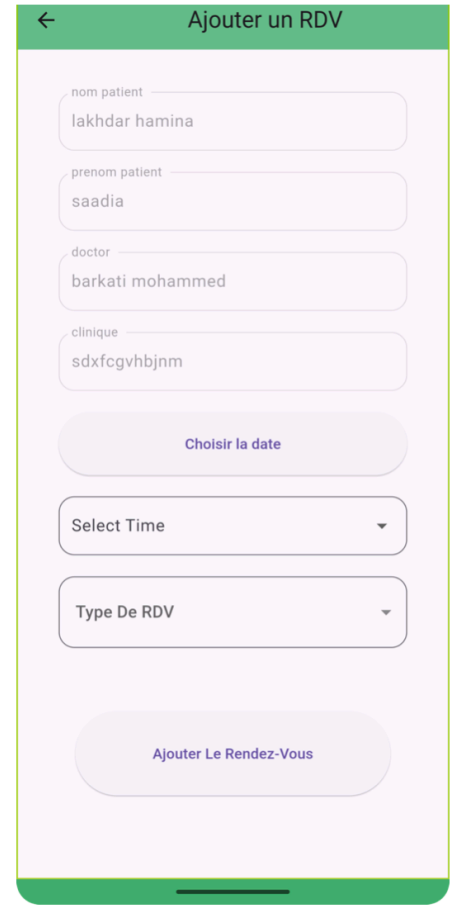 Ajouter un RDV
nom patient
lakhdar hamina
prenom patient
saadia
doctor
barkati mohammed
clinique
sdxfcgvhbjnm
Choisir la date
Select Time
Type De RDV
Ajouter Le Rendez-Vous